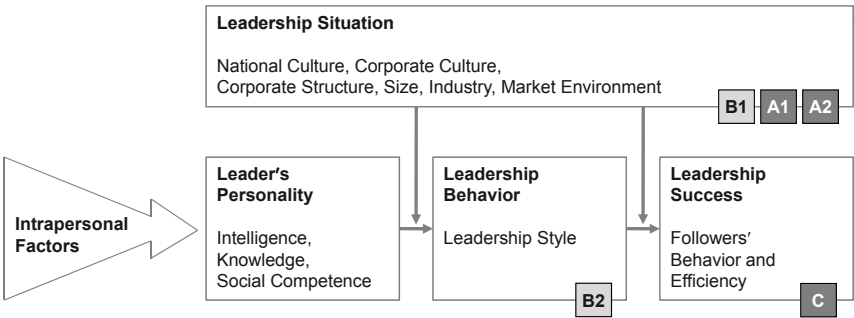 Leadership Situation
National Culture, Corporate Culture,
Corporate Structure, Size, Industry, Market Environment
B1 A1 A2
Intrapersonal
Factors
Leader′s
Personality
Intelligence,
Knowledge,
Social Competence
Leadership
Behavior
Leadership Style
B2
Leadership
Success
Followers′
Behavior and
Efficiency
C